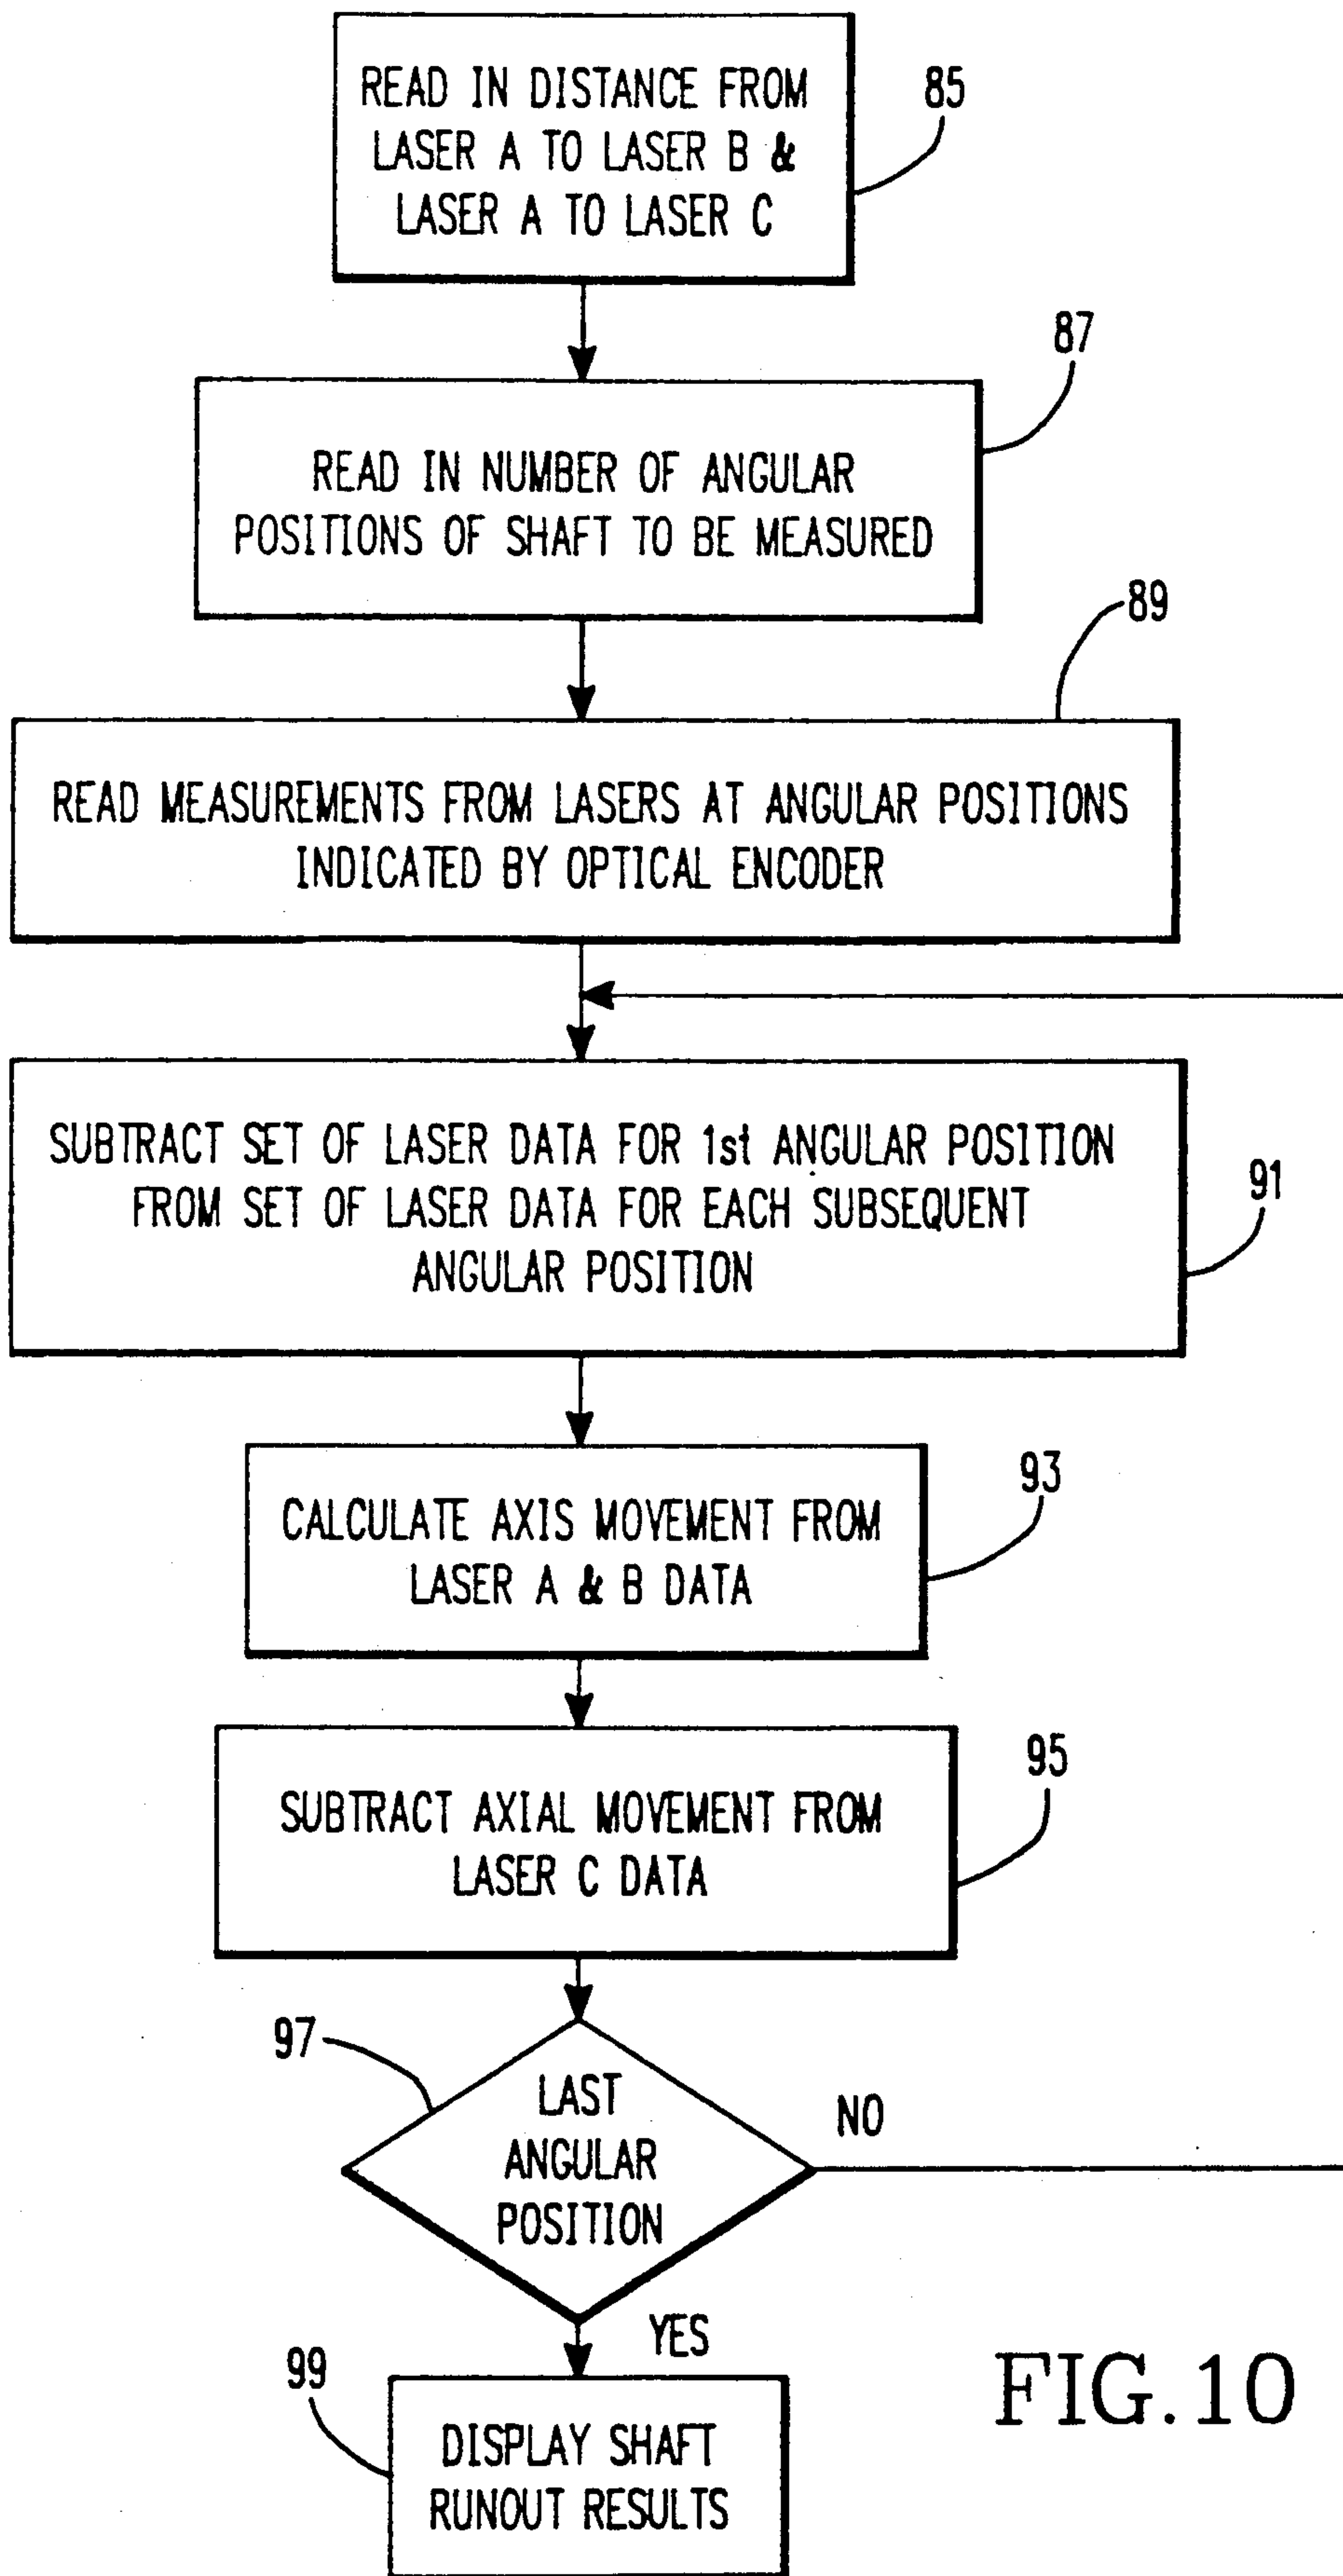 READ IN DISTANCE FROM
LASER A TO LASER B &
LASER A TO LASER C
85
READ IN NUMBER OF ANGULAR
POSITIONS OF SHAFT TO BE MEASURED
87
READ MEASUREMENTS FROM LASERS AT ANGULAR POSITIONS
INDICATED BY OPTICAL ENCODER
89
SUBTRACT SET OF LASER DATA FOR 1st ANGULAR POSITION
FROM SET OF LASER DATA FOR EACH SUBSEQUENT
ANGULAR POSITION
91
CALCULATE AXIS MOVEMENT FROM
LASER A & B DATA
93
SUBTRACT AXIAL MOVEMENT FROM
LASER C DATA
95
97
LAST
ANGULAR
POSITION
NO
YES
99
DISPLAY SHAFT
RUNOUT RESULTS
FIG.10